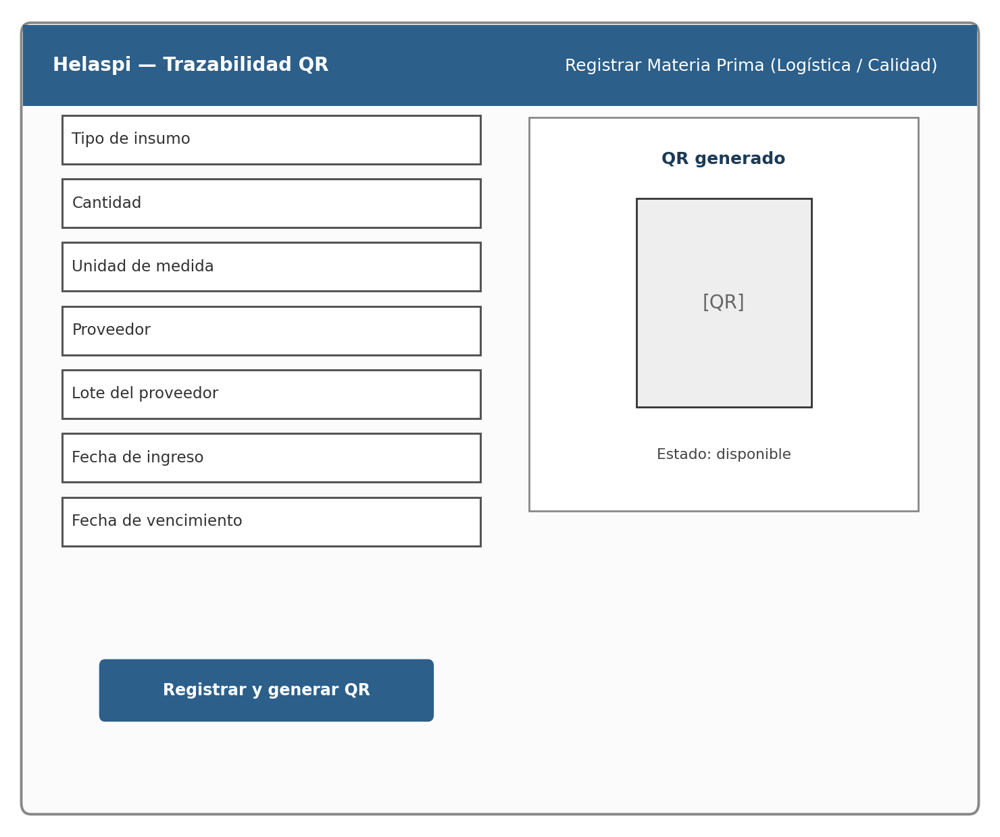 Helaspi — Trazabilidad QR
Registrar Materia Prima (Logística / Calidad)
Tipo de insumo
Cantidad
Unidad de medida
Proveedor
Lote del proveedor
Fecha de ingreso
Fecha de vencimiento
Registrar y generar QR
QR generado
[QR]
Estado: disponible